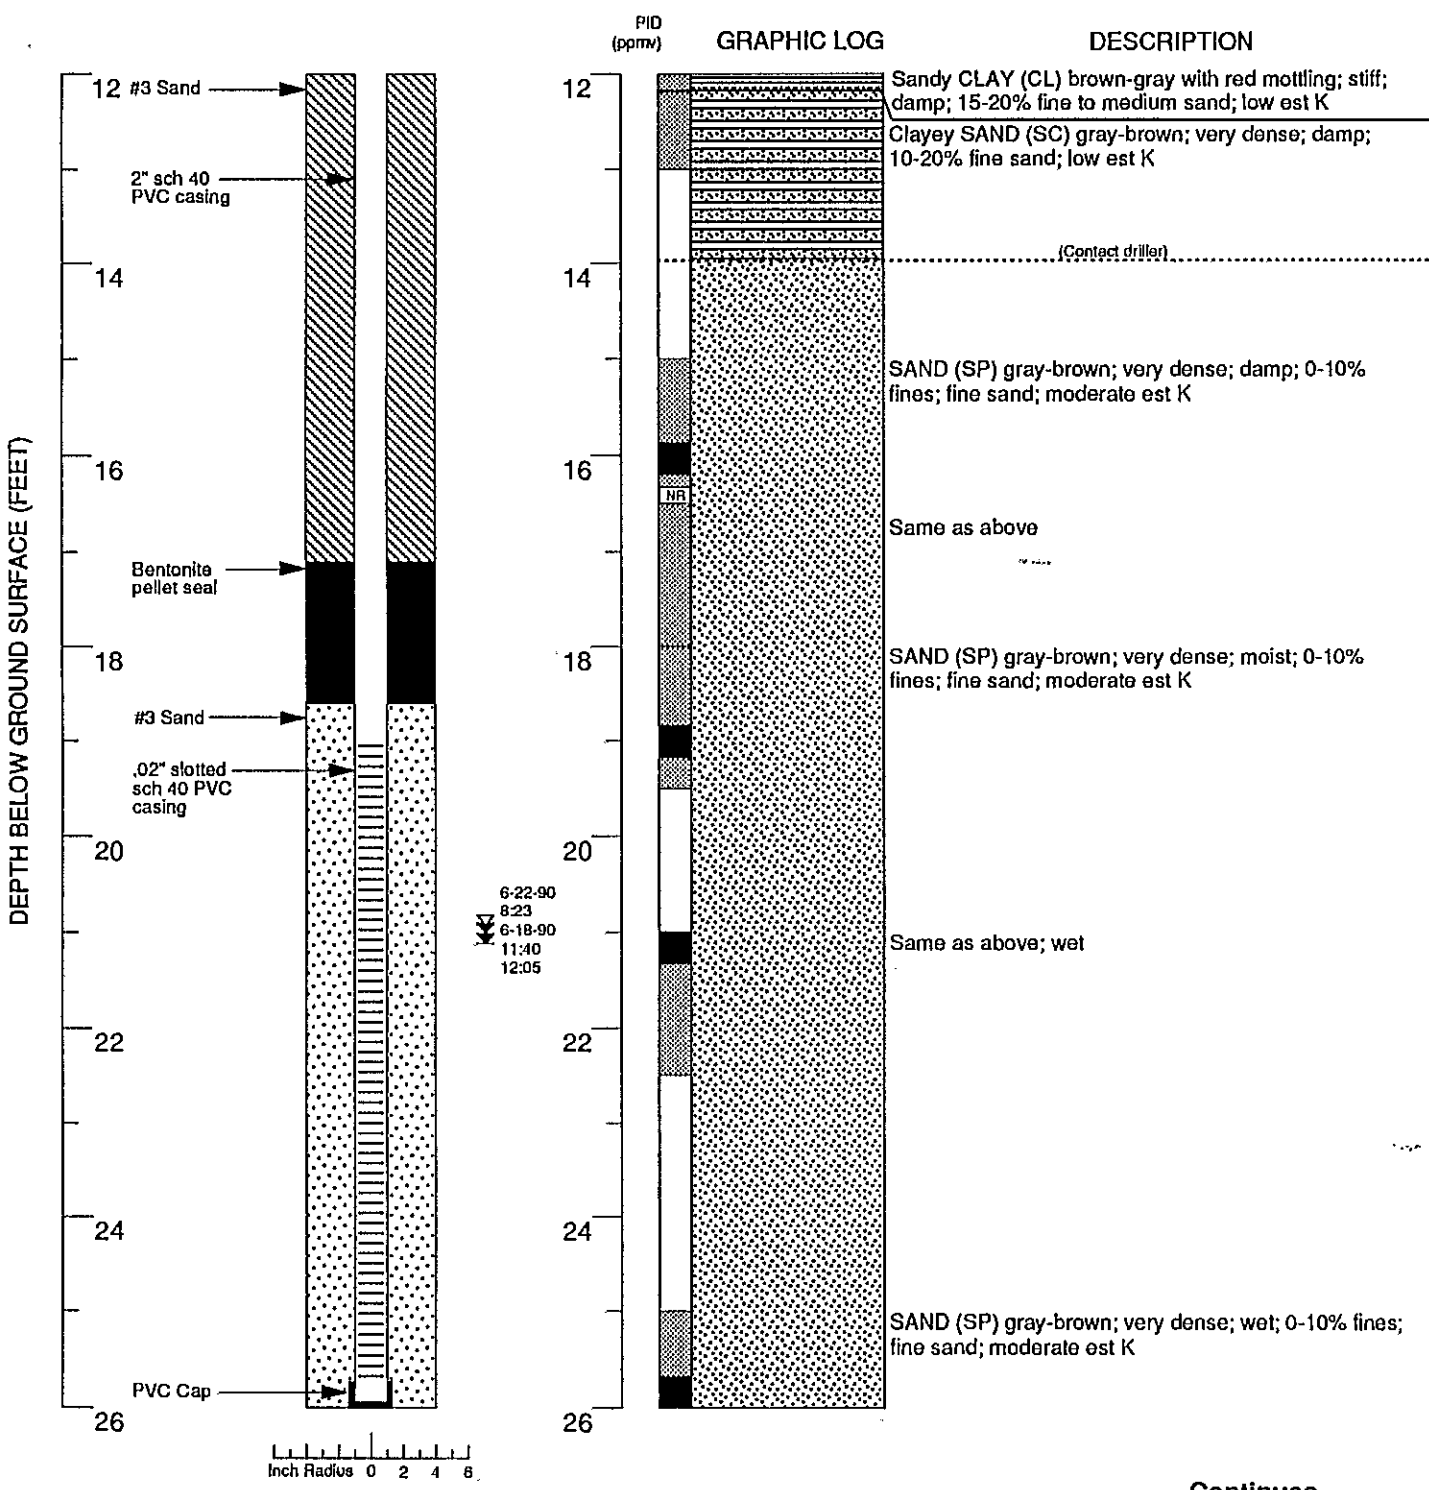 PID
(ppmv)
GRAPHIC LOG
DESCRIPTION
DEPTH BELOW GROUND SURFACE (FEET)
12
14
16
18
20
22
24
26
#3 Sand
2" sch 40
PVC casing
Bentonite
pellet seal
#3 Sand
.02" slotted
sch 40 PVC
casing
PVC Cap
Inch Radius 0 2 4 6
6-22-90
8:23
6-18-90
11:40
12:05
12
14
16
18
20
22
24
26
NR
Sandy CLAY (CL) brown-gray with red mottling; stiff;
damp; 15-20% fine to medium sand; low est K
Clayey SAND (SC) gray-brown; very dense; damp;
10-20% fine sand; low est K
(Contact driller)
SAND (SP) gray-brown; very dense; damp; 0-10%
fines; fine sand; moderate est K
Same as above
SAND (SP) gray-brown; very dense; moist; 0-10%
fines; fine sand; moderate est K
Same as above; wet
SAND (SP) gray-brown; very dense; wet; 0-10% fines;
fine sand; moderate est K
Continues